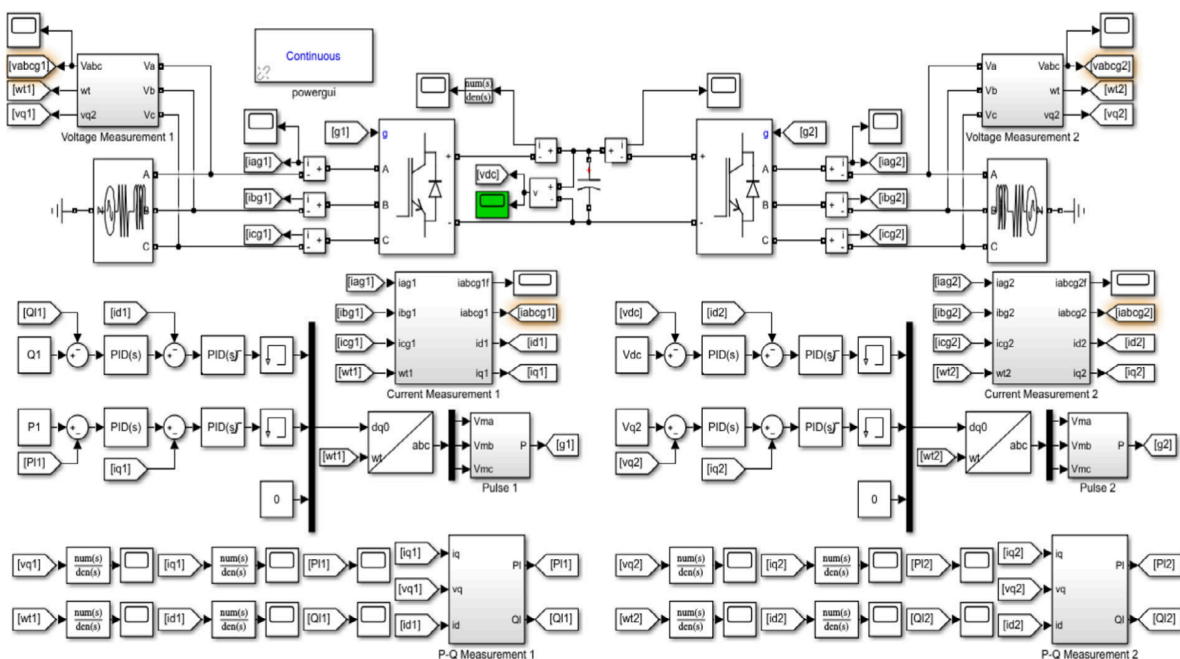 [vabcg1]
[wt1]
[vq1]
Vabc
Va
wt
Vb
vq2
Vc
Voltage Measurement 1
Continuous
powergui
num(s)
den(s)
[vabcg2]
[wt2]
[vq2]
Va
Vabc
Vb
wt
Vc
vq2
Voltage Measurement 2
[g1]
g
i
+
-
i
+
-
g
[g2]
[iag1]
i
+
-
A
+
[vdc]
v
+
-
+
A
i
+
-
[iag2]
N
A
B
C
[ibg1]
i
+
-
B
B
i
+
-
[ibg2]
A
B
C
N
[icg1]
i
+
-
C
-
-
C
i
+
-
[icg2]
[iag1]
iag1
iabcg1f
[ibg1]
ibg1
iabcg1
[iabcg1]
[icg1]
icg1
id1
[id1]
[wt1]
wt1
iq1
[iq1]
Current Measurement 1
[iag2]
iag2
iabcg2f
[ibg2]
ibg2
iabcg2
[iabcg2]
[icg2]
icg2
id2
[id2]
[wt2]
wt2
iq2
[iq2]
Current Measurement 2
[Ql1]
[id1]
Q1
+
-
PID(s)
+
-
PID(s)
P1
+
-
PID(s)
+
-
PID(s)
[Pl1]
[iq1]
0
[wt1]
dq0
wt
abc
Vma
Vmb
Vmc
P
[g1]
Pulse 1
[vdc]
[id2]
Vdc
+
-
PID(s)
+
-
PID(s)
Vq2
+
-
PID(s)
+
-
PID(s)
[vq2]
[iq2]
0
[wt2]
dq0
wt
abc
Vma
Vmb
Vmc
P
[g2]
Pulse 2
[vq1]
num(s)
den(s)
[iq1]
num(s)
den(s)
[Pl1]
[wt1]
num(s)
den(s)
[id1]
num(s)
den(s)
[Ql1]
[iq1]
iq
Pl
[Pl1]
[vq1]
vq
[id1]
id
Ql
[Ql1]
P-Q Measurement 1
[vq2]
num(s)
den(s)
[iq2]
num(s)
den(s)
[Pl2]
[wt2]
num(s)
den(s)
[id2]
num(s)
den(s)
[Ql2]
[iq2]
iq
Pl
[Pl2]
[vq2]
vq
[id2]
id
Ql
[Ql2]
P-Q Measurement 2